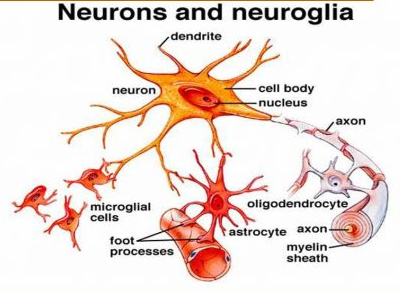 Neurons and neuroglia
dendrite
neuron
cell body
nucleus
axon
microglial
cells
oligodendrocyte
foot
processes
astrocyte
axon
myelin
sheath